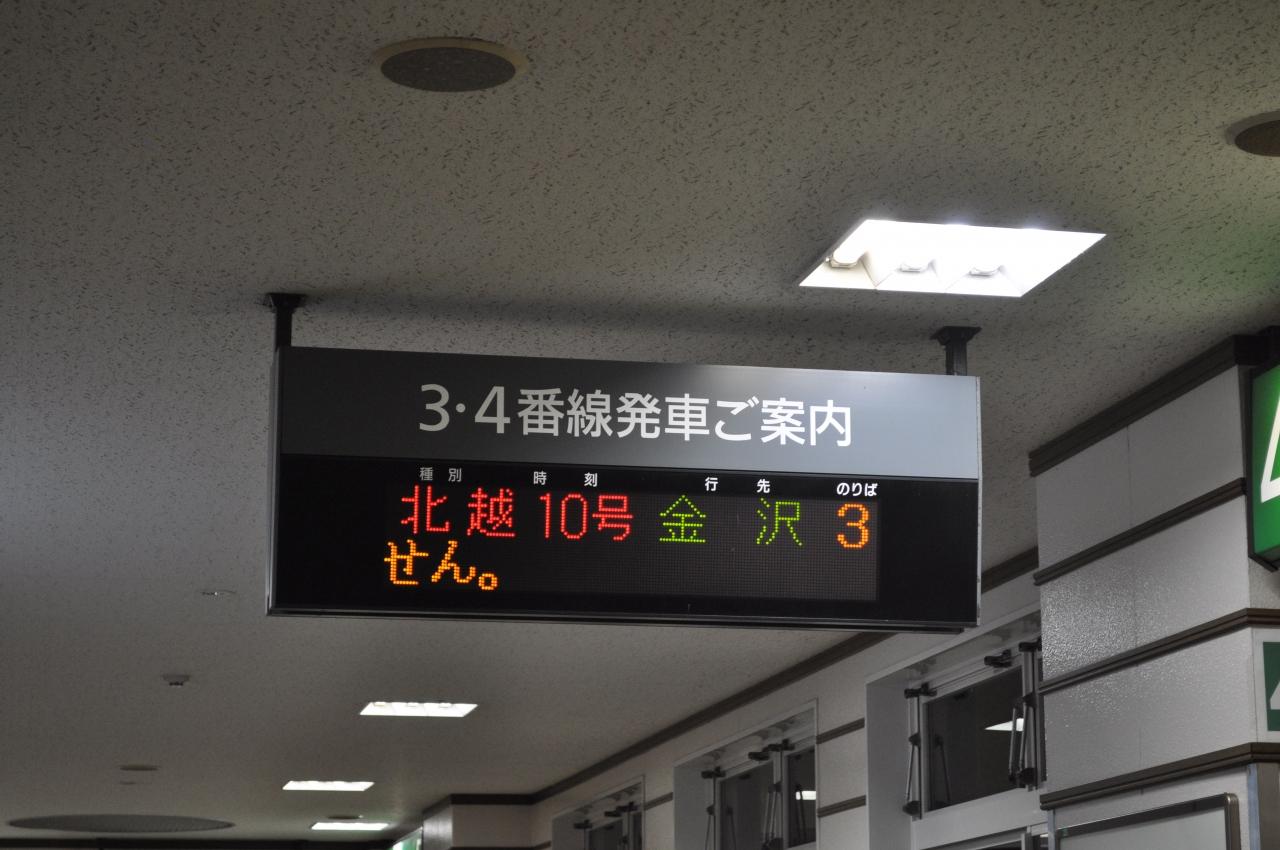 3・4番線発車ご案内
種別 時刻 行先 のりば
北越 10号 金沢 3
せん。